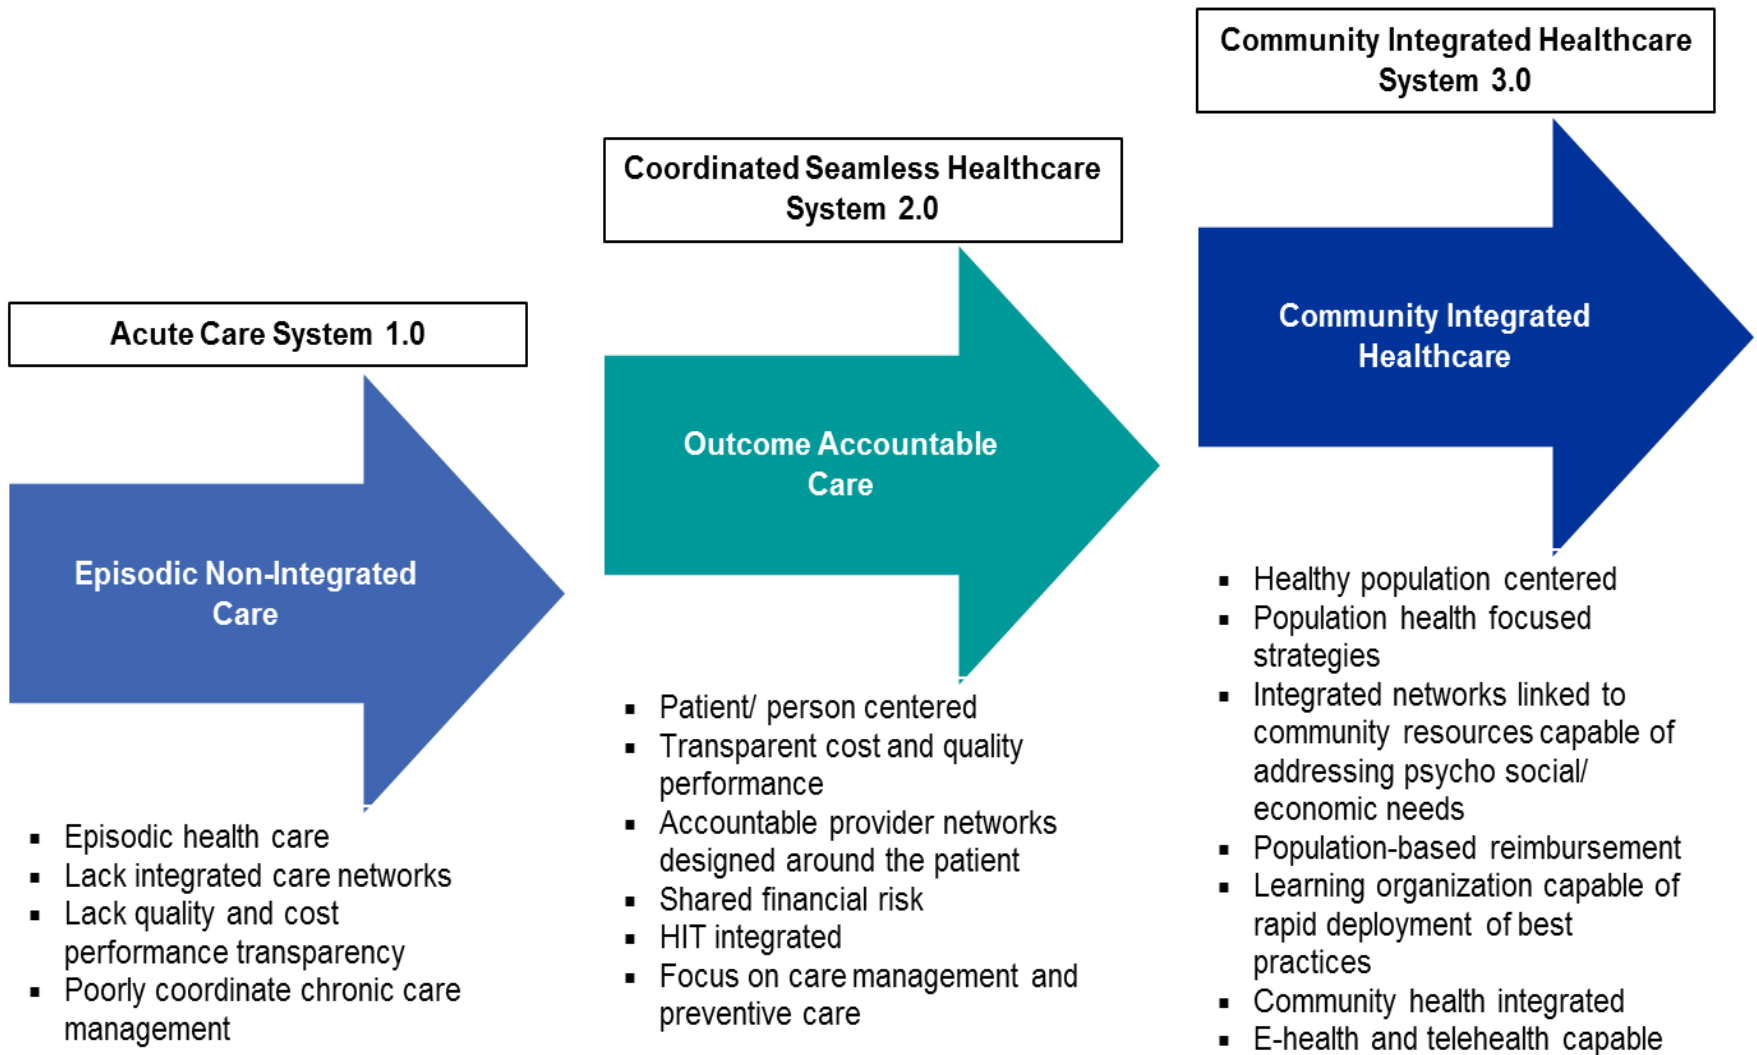 Acute Care System 1.0
Episodic Non-Integrated
Care
▪ Episodic health care
▪ Lack integrated care networks
▪ Lack quality and cost
performance transparency
▪ Poorly coordinate chronic care
management
Coordinated Seamless Healthcare
System 2.0
Outcome Accountable
Care
▪ Patient/ person centered
▪ Transparent cost and quality
performance
▪ Accountable provider networks
designed around the patient
▪ Shared financial risk
▪ HIT integrated
▪ Focus on care management and
preventive care
Community Integrated Healthcare
System 3.0
Community Integrated
Healthcare
▪ Healthy population centered
▪ Population health focused
strategies
▪ Integrated networks linked to
community resources capable of
addressing psycho social/
economic needs
▪ Population-based reimbursement
▪ Learning organization capable of
rapid deployment of best
practices
▪ Community health integrated
▪ E-health and telehealth capable